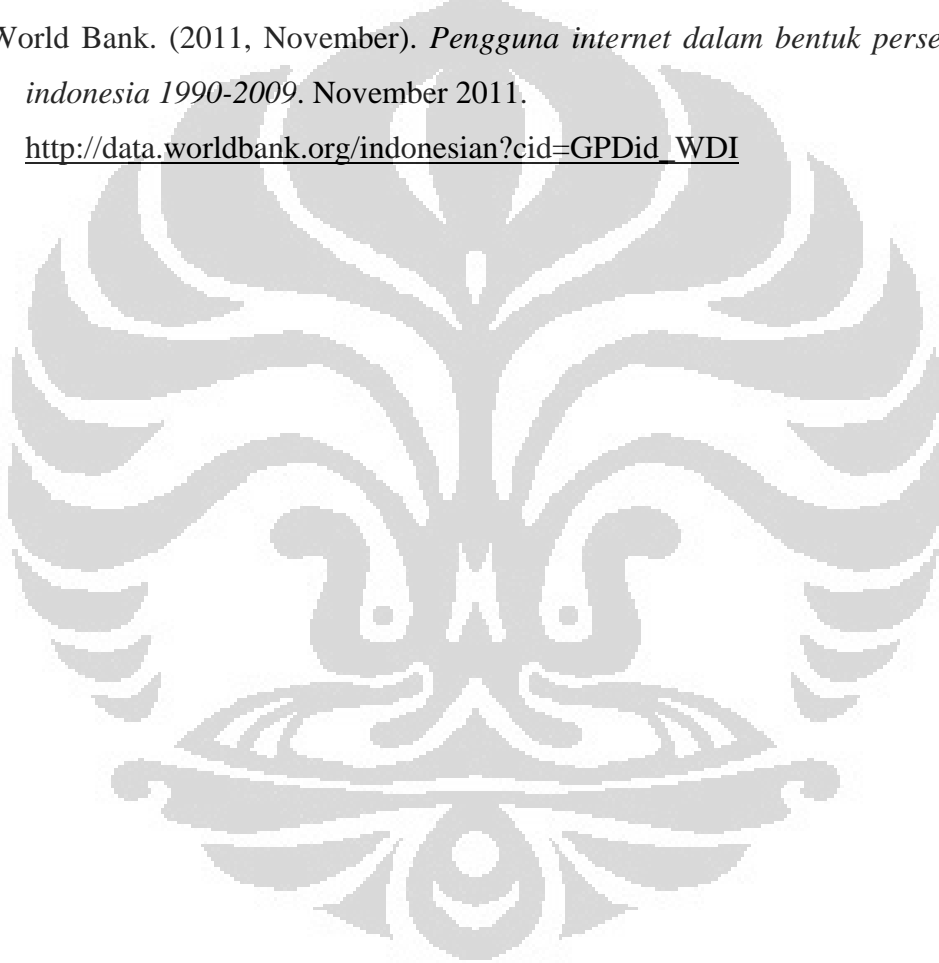 World Bank. (2011, November). Pengguna internet dalam bentuk
indonesia 1990-2009. November 2011.
http://data.worldbank.org/indonesian?cid=GPDid_WDI